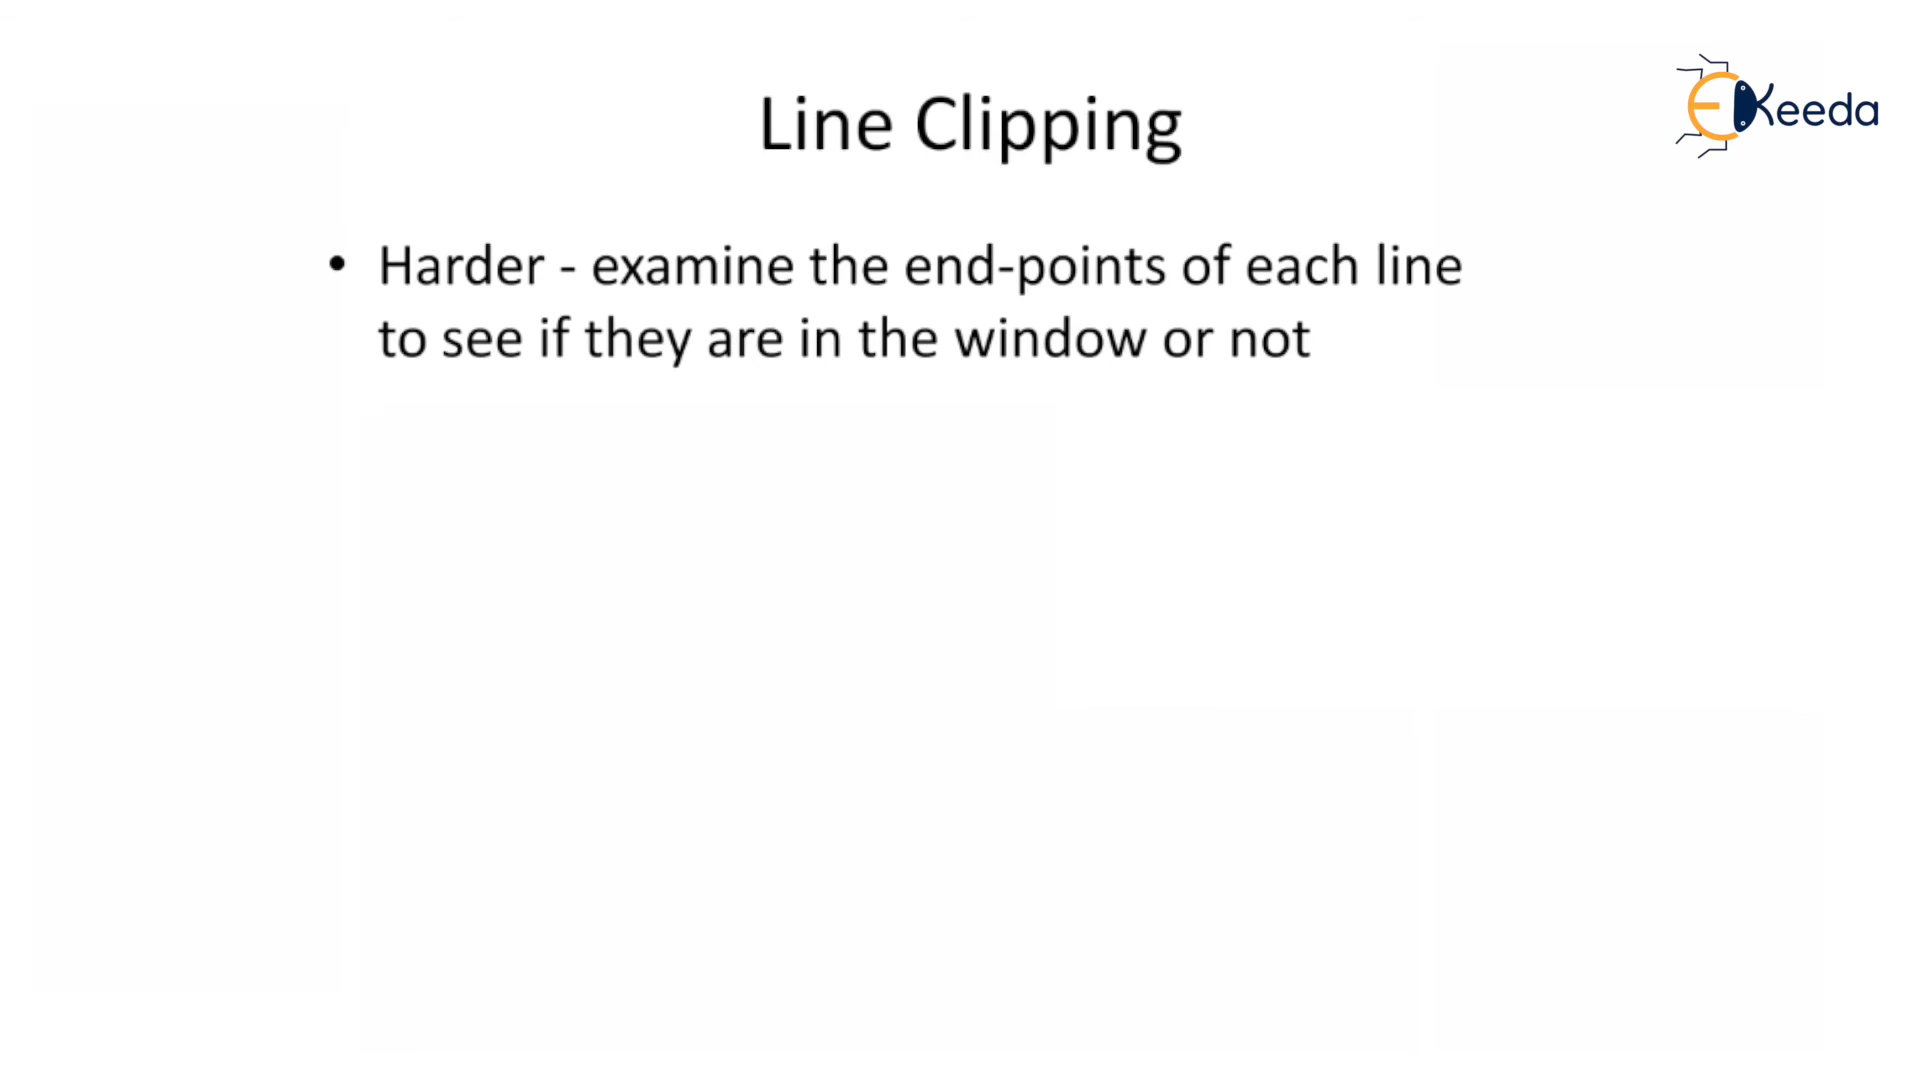 Line Clipping
EKeeda
• Harder - examine the end-points of each line
to see if they are in the window or not